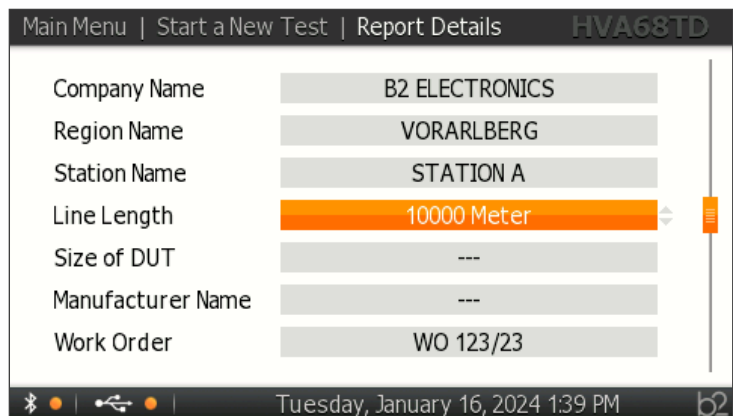 Main Menu | Start a New Test | Report Details HVA68TD
Company Name B2 ELECTRONICS
Region Name VORARLBERG
Station Name STATION A
Line Length 10000 Meter
Size of DUT ---
Manufacturer Name ---
Work Order WO 123/23
Tuesday, January 16, 2024 1:39 PM b2